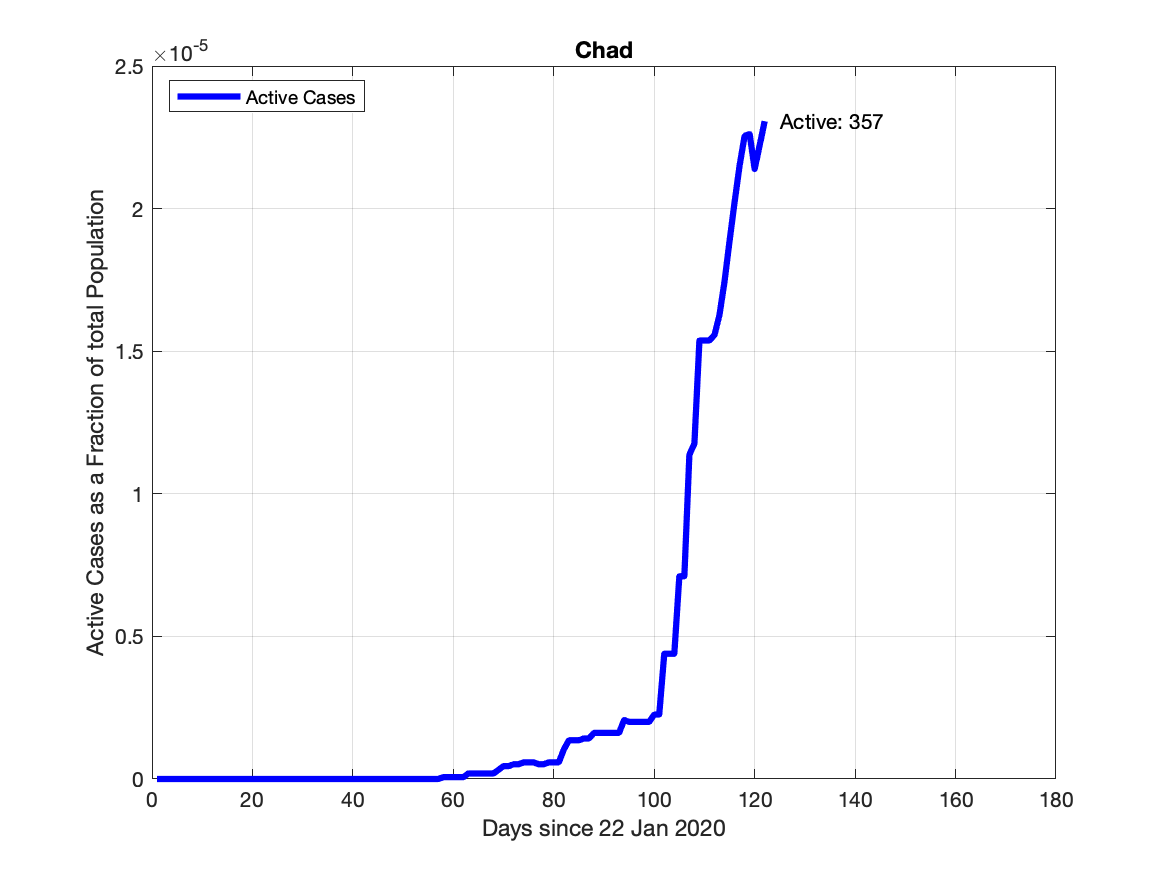 Chad
×10-5
2.5
2
1.5
1
0.5
0
Active Cases
Active: 357
Active Cases as a Fraction of total Population
0 20 40 60 80 100 120 140 160 180
Days since 22 Jan 2020